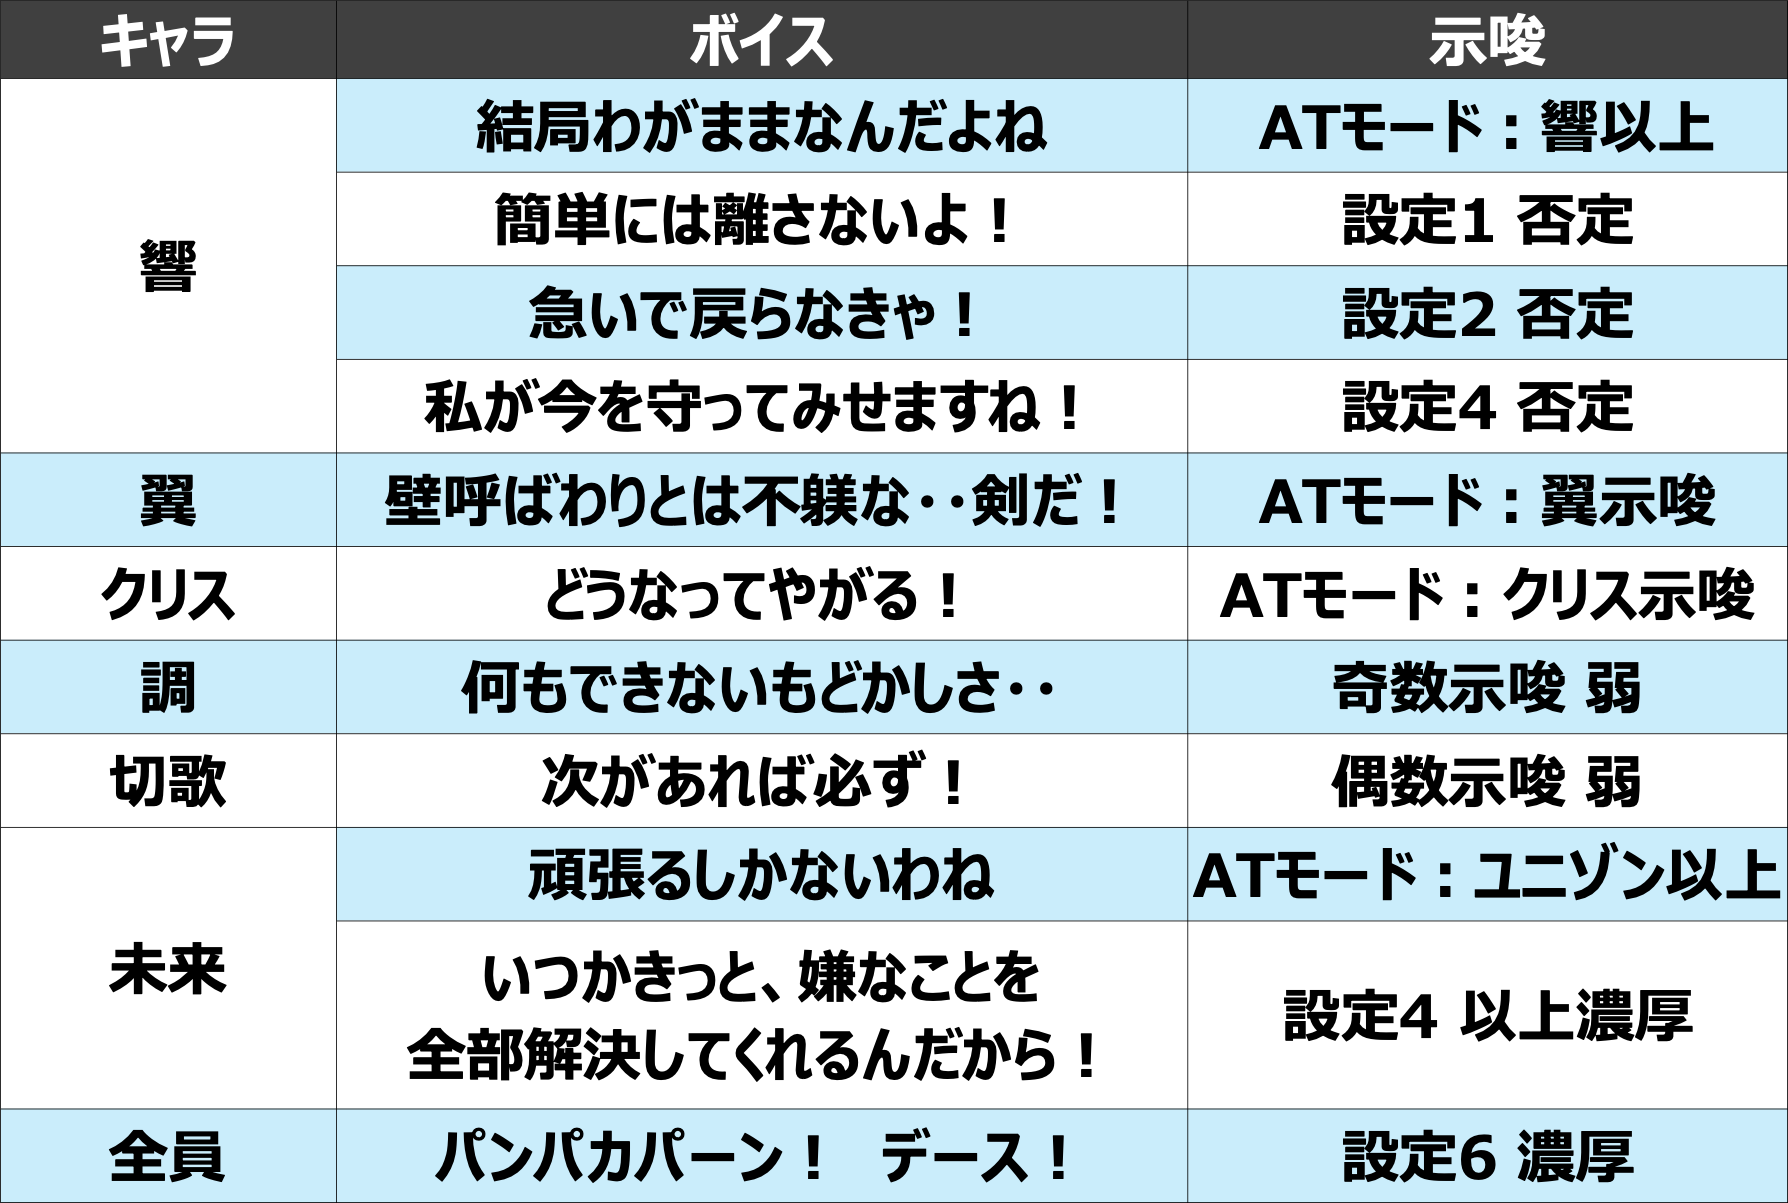 キャラ ボイス 示唆
響
結局わがままなんだよね ATモード：響以上
簡単には離さないよ！ 設定1 否定
急いで戻らなきゃ！ 設定2 否定
私が今を守ってみせますね！ 設定4 否定
翼 壁呼ばわりとは不躾な・・剣だ！ ATモード：翼示唆
クリス どうなってやがる！ ATモード：クリス示唆
調 何もできないもどかしさ・・ 奇数示唆 弱
切歌 次があれば必ず！ 偶数示唆 弱
未来
頑張るしかないわね ATモード：ユニゾン以上
いつかきっと、嫌なことを
全部解決してくれるんだから！
設定4 以上濃厚
全員 パンパカパーン！　デース！ 設定6 濃厚